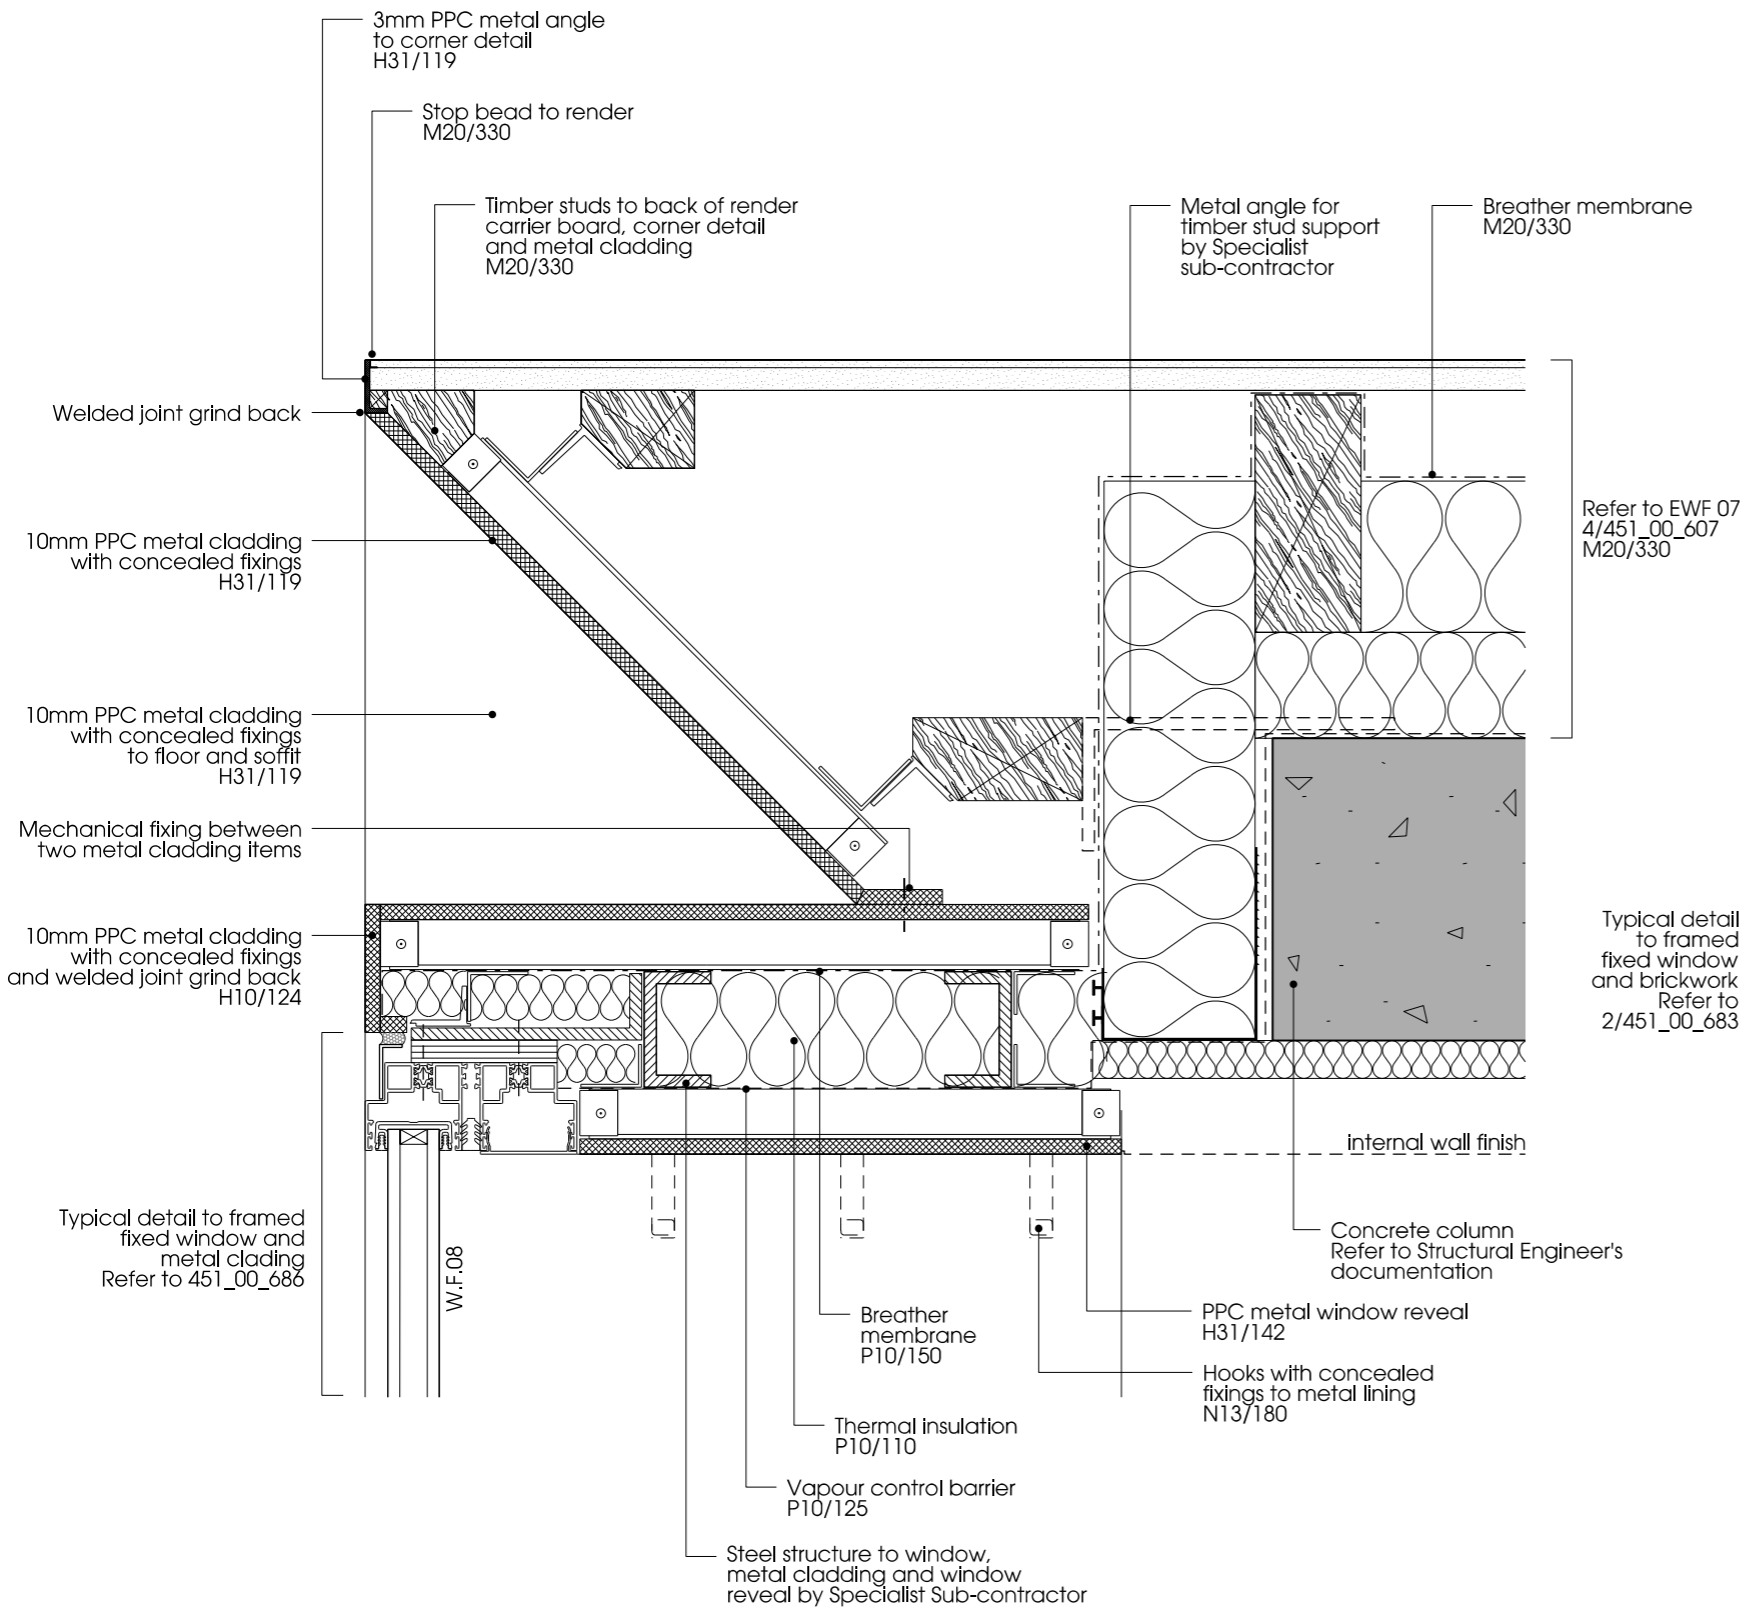 3mm PPC metal angle
to corner detail
H31/119
Stop bead to render
M20/330
Timber studs to back of render
carrier board, corner detail
and metal cladding
M20/330
Metal angle for
timber stud support
by Specialist
sub-contractor
Breather membrane
M20/330
Welded joint grind back
10mm PPC metal cladding
with concealed fixings
H31/119
Refer to EWF 07
4/451_00_607
M20/330
10mm PPC metal cladding
with concealed fixings
to floor and soffit
H31/119
Mechanical fixing between
two metal cladding items
10mm PPC metal cladding
with concealed fixings
and welded joint grind back
H10/124
Typical detail
to framed
fixed window
and brickwork
Refer to
2/451_00_683
internal wall finish
Typical detail to framed
fixed window and
metal clading
Refer to 451_00_686
W.F.08
Concrete column
Refer to Structural Engineer's
documentation
Breather
membrane
P10/150
PPC metal window reveal
H31/142
Hooks with concealed
fixings to metal lining
N13/180
Thermal insulation
P10/110
Vapour control barrier
P10/125
Steel structure to window,
metal cladding and window
reveal by Specialist Sub-contractor